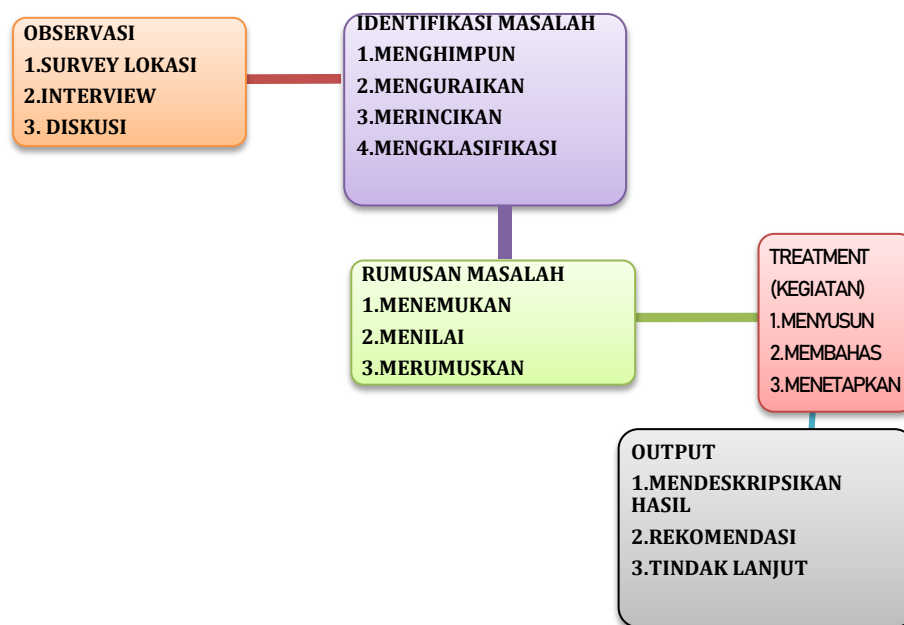 OBSERVASI
1.SURVEY LOKASI
2.INTERVIEW
3. DISKUSI
IDENTIFIKASI MASALAH
1.MENGHIMPUN
2.MENGURAIKAN
3.MERINCIKAN
4.MENGKLASIFIKASI
RUMUSAN MASALAH
1.MENEMUKAN
2.MENILAI
3.MERUMUSKAN
TREATMENT
(KEGIATAN)
1.MENYUSUN
2.MEMBAHAS
3.MENETAPKAN
OUTPUT
1.MENDESKRIPSIKAN
HASIL
2.REKOMENDASI
3.TINDAK LANJUT